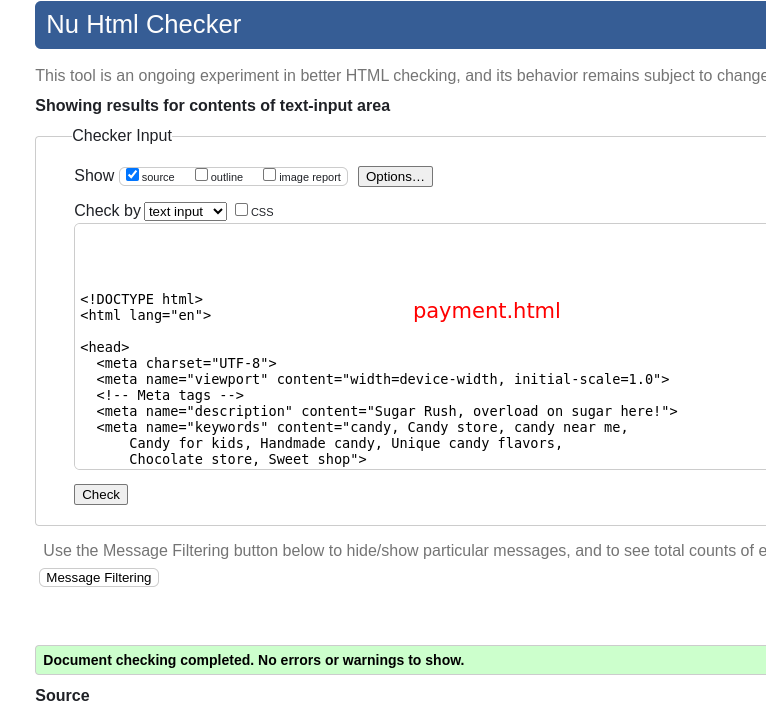 Nu Html Checker
This tool is an ongoing experiment in better HTML checking, and its behavior remains subject to change
Showing results for contents of text-input area
Checker Input
Show source outline image report Options…
Check by text input CSS
<!DOCTYPE html>
payment.html
<html lang="en">
<head>
<meta charset="UTF-8">
<meta name="viewport" content="width=device-width, initial-scale=1.0">
<!-- Meta tags -->
<meta name="description" content="Sugar Rush, overload on sugar here!">
<meta name="keywords" content="candy, Candy store, candy near me,
Candy for kids, Handmade candy, Unique candy flavors,
Chocolate store, Sweet shop">
Check
Use the Message Filtering button below to hide/show particular messages, and to see total counts of
Message Filtering
Document checking completed. No errors or warnings to show.
Source